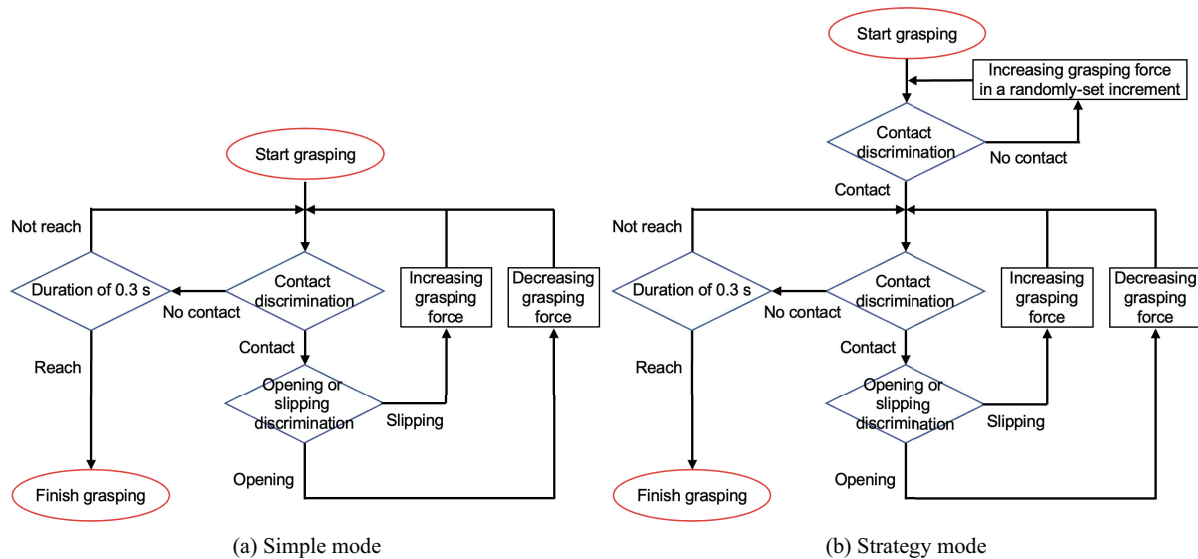 Start grasping
Not reach
Duration of 0.3 s
Contact
discrimination
No contact
Increasing
grasping
force
Decreasing
grasping
force
Contact
Reach
Opening or
slipping
discrimination
Slipping
Opening
Finish grasping
(a) Simple mode
Start grasping
Increasing grasping force
in a randomly-set increment
Contact
discrimination
No contact
Contact
Not reach
Duration of 0.3 s
Contact
discrimination
No contact
Increasing
grasping
force
Decreasing
grasping
force
Contact
Reach
Opening or
slipping
discrimination
Slipping
Opening
Finish grasping
(b) Strategy mode